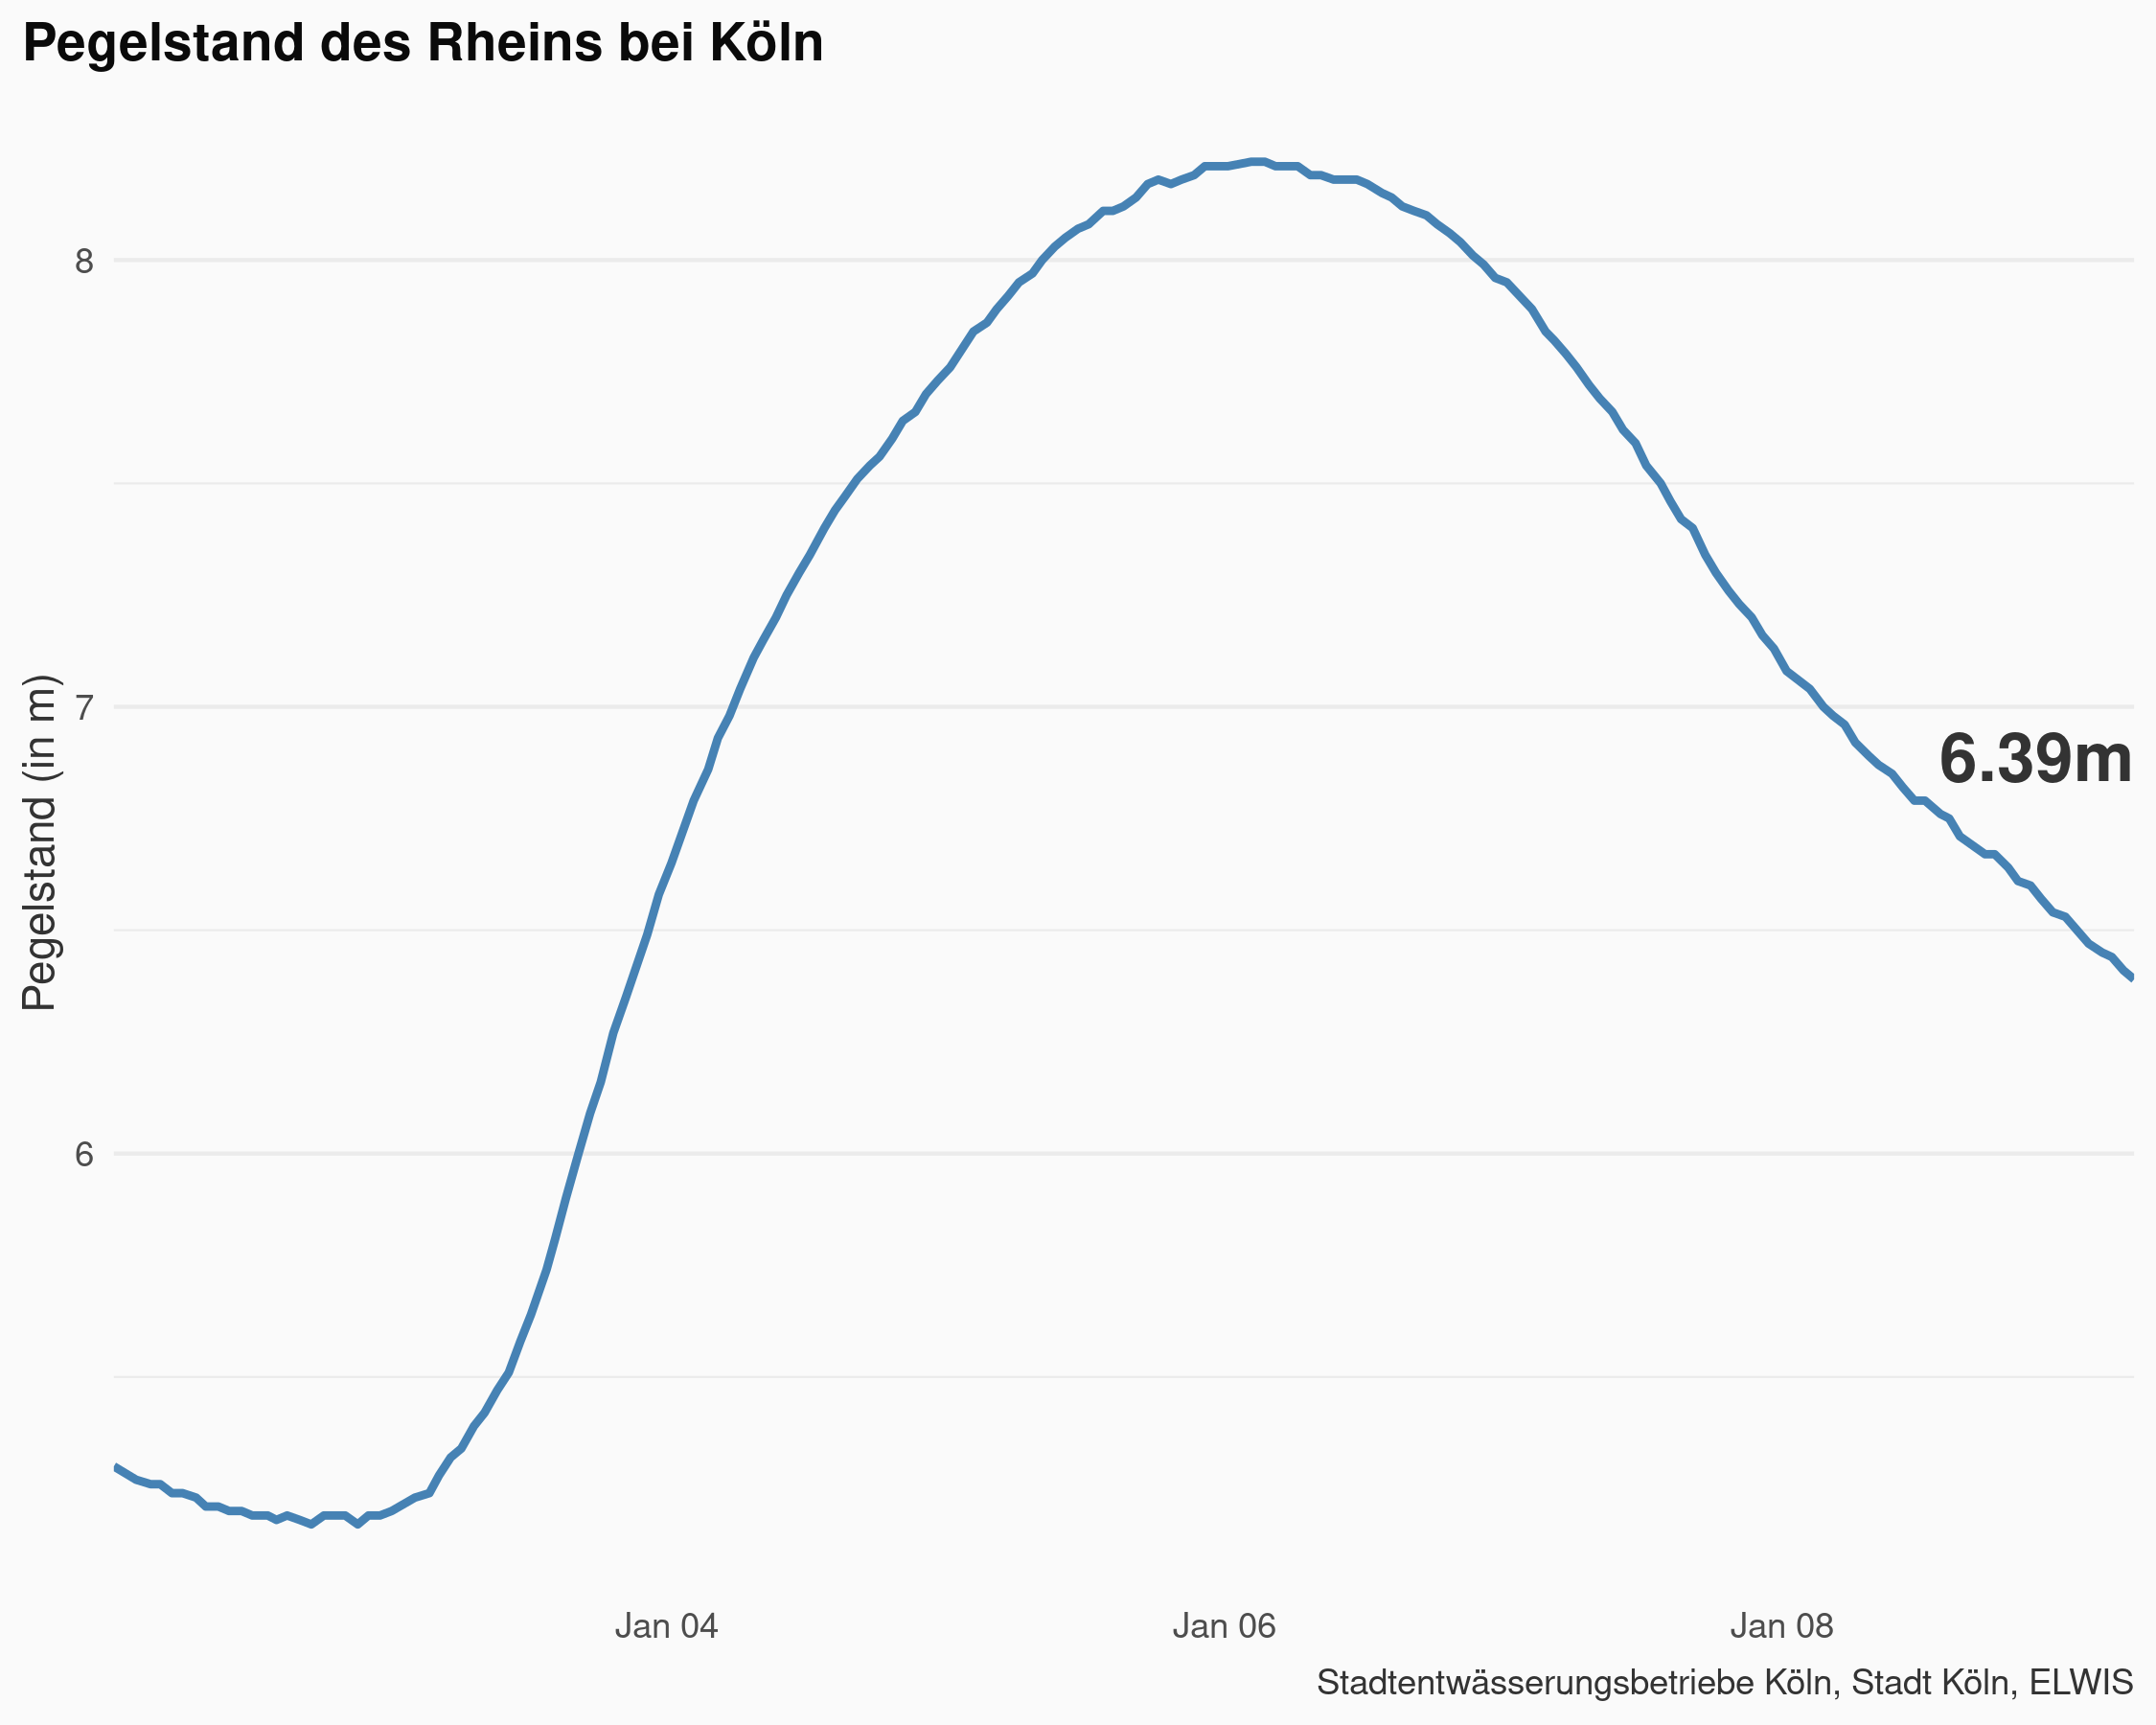 Pegelstand des Rheins bei Köln
Pegelstand (in m)
8
7
6
6.39m
Jan 04
Jan 06
Jan 08
Stadtentwässerungsbetriebe Köln, Stadt Köln, ELWIS